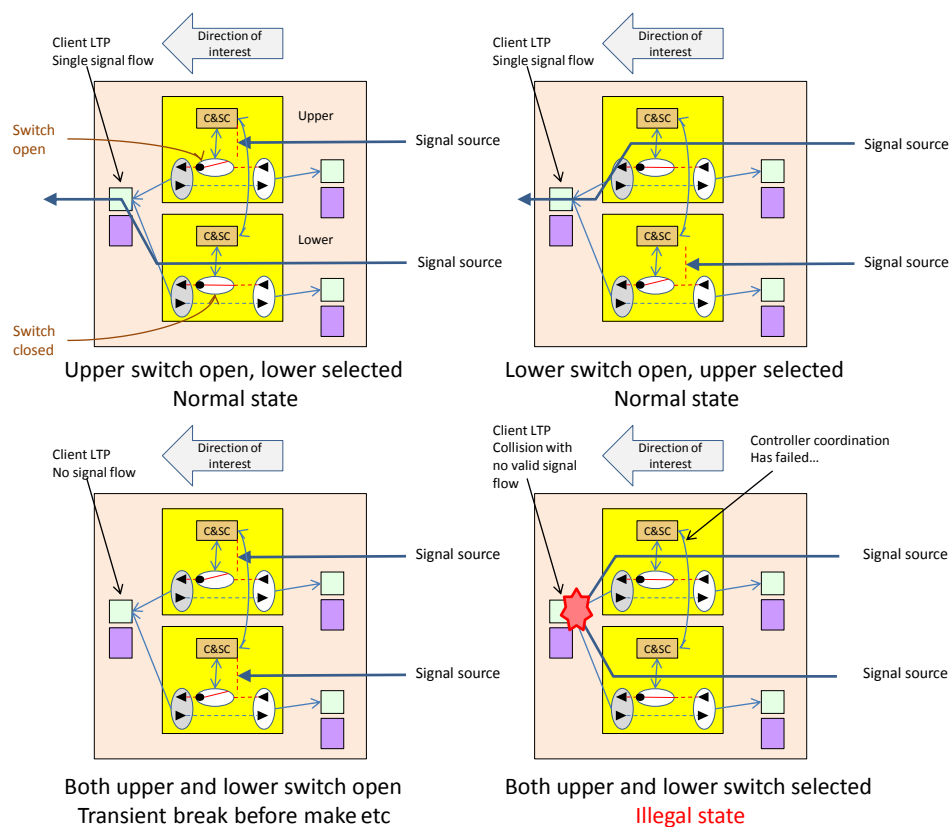 Direction of
interest
Client LTP
Single signal flow
C&SC
Upper
Switch
open
Signal source
C&SC
Lower
Signal source
Switch
closed
Upper switch open, lower selected
Normal state
Direction of
interest
Client LTP
Single signal flow
C&SC
Signal source
C&SC
Signal source
Lower switch open, upper selected
Normal state
Direction of
interest
Client LTP
No signal flow
C&SC
Signal source
C&SC
Signal source
Both upper and lower switch open
Transient break before make etc
Client LTP
Collision with
no valid signal
flow
Direction of
interest
Controller coordination
Has failed...
C&SC
Signal source
C&SC
Signal source
Both upper and lower switch selected
Illegal state